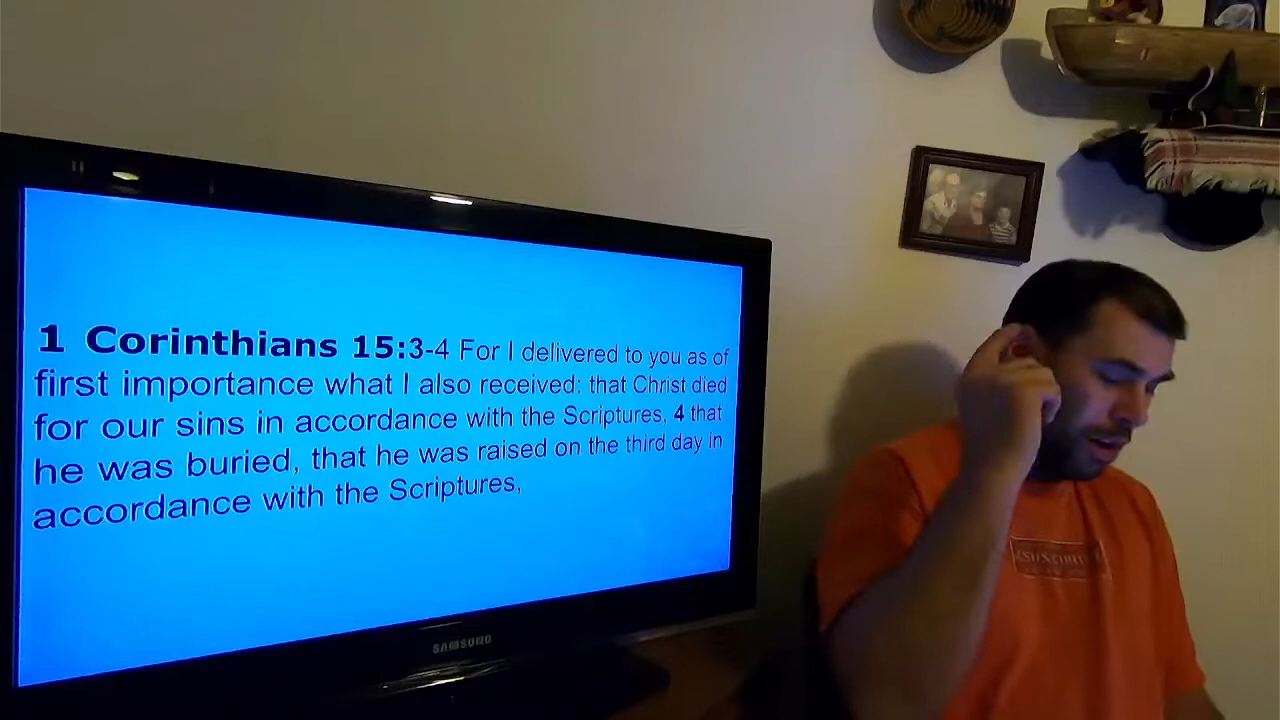 1 Corinthians 15:3-4 For I delivered to you as of
first importance what I also received: that Christ died
for our sins in accordance with the Scriptures, 4 that
he was buried, that he was raised on the third day in
accordance with the Scriptures,
SAMSUNG